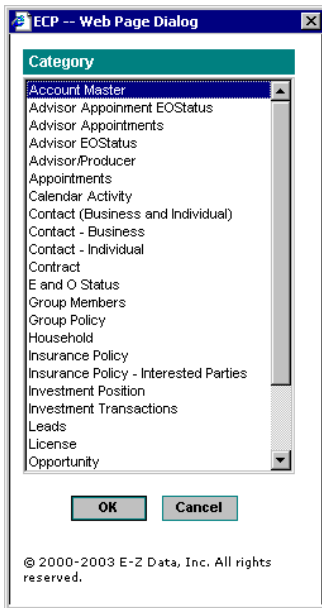 ECP -- Web Page Dialog
Category
Account Master
Advisor Appoinment EOStatus
Advisor Appointments
Advisor EOStatus
Advisor/Producer
Appointments
Calendar Activity
Contact (Business and Individual)
Contact - Business
Contact - Individual
Contract
E and O Status
Group Members
Group Policy
Household
Insurance Policy
Insurance Policy - Interested Parties
Investment Position
Investment Transactions
Leads
License
Opportunity
OK Cancel
© 2000-2003 E-Z Data, Inc. All rights
reserved.